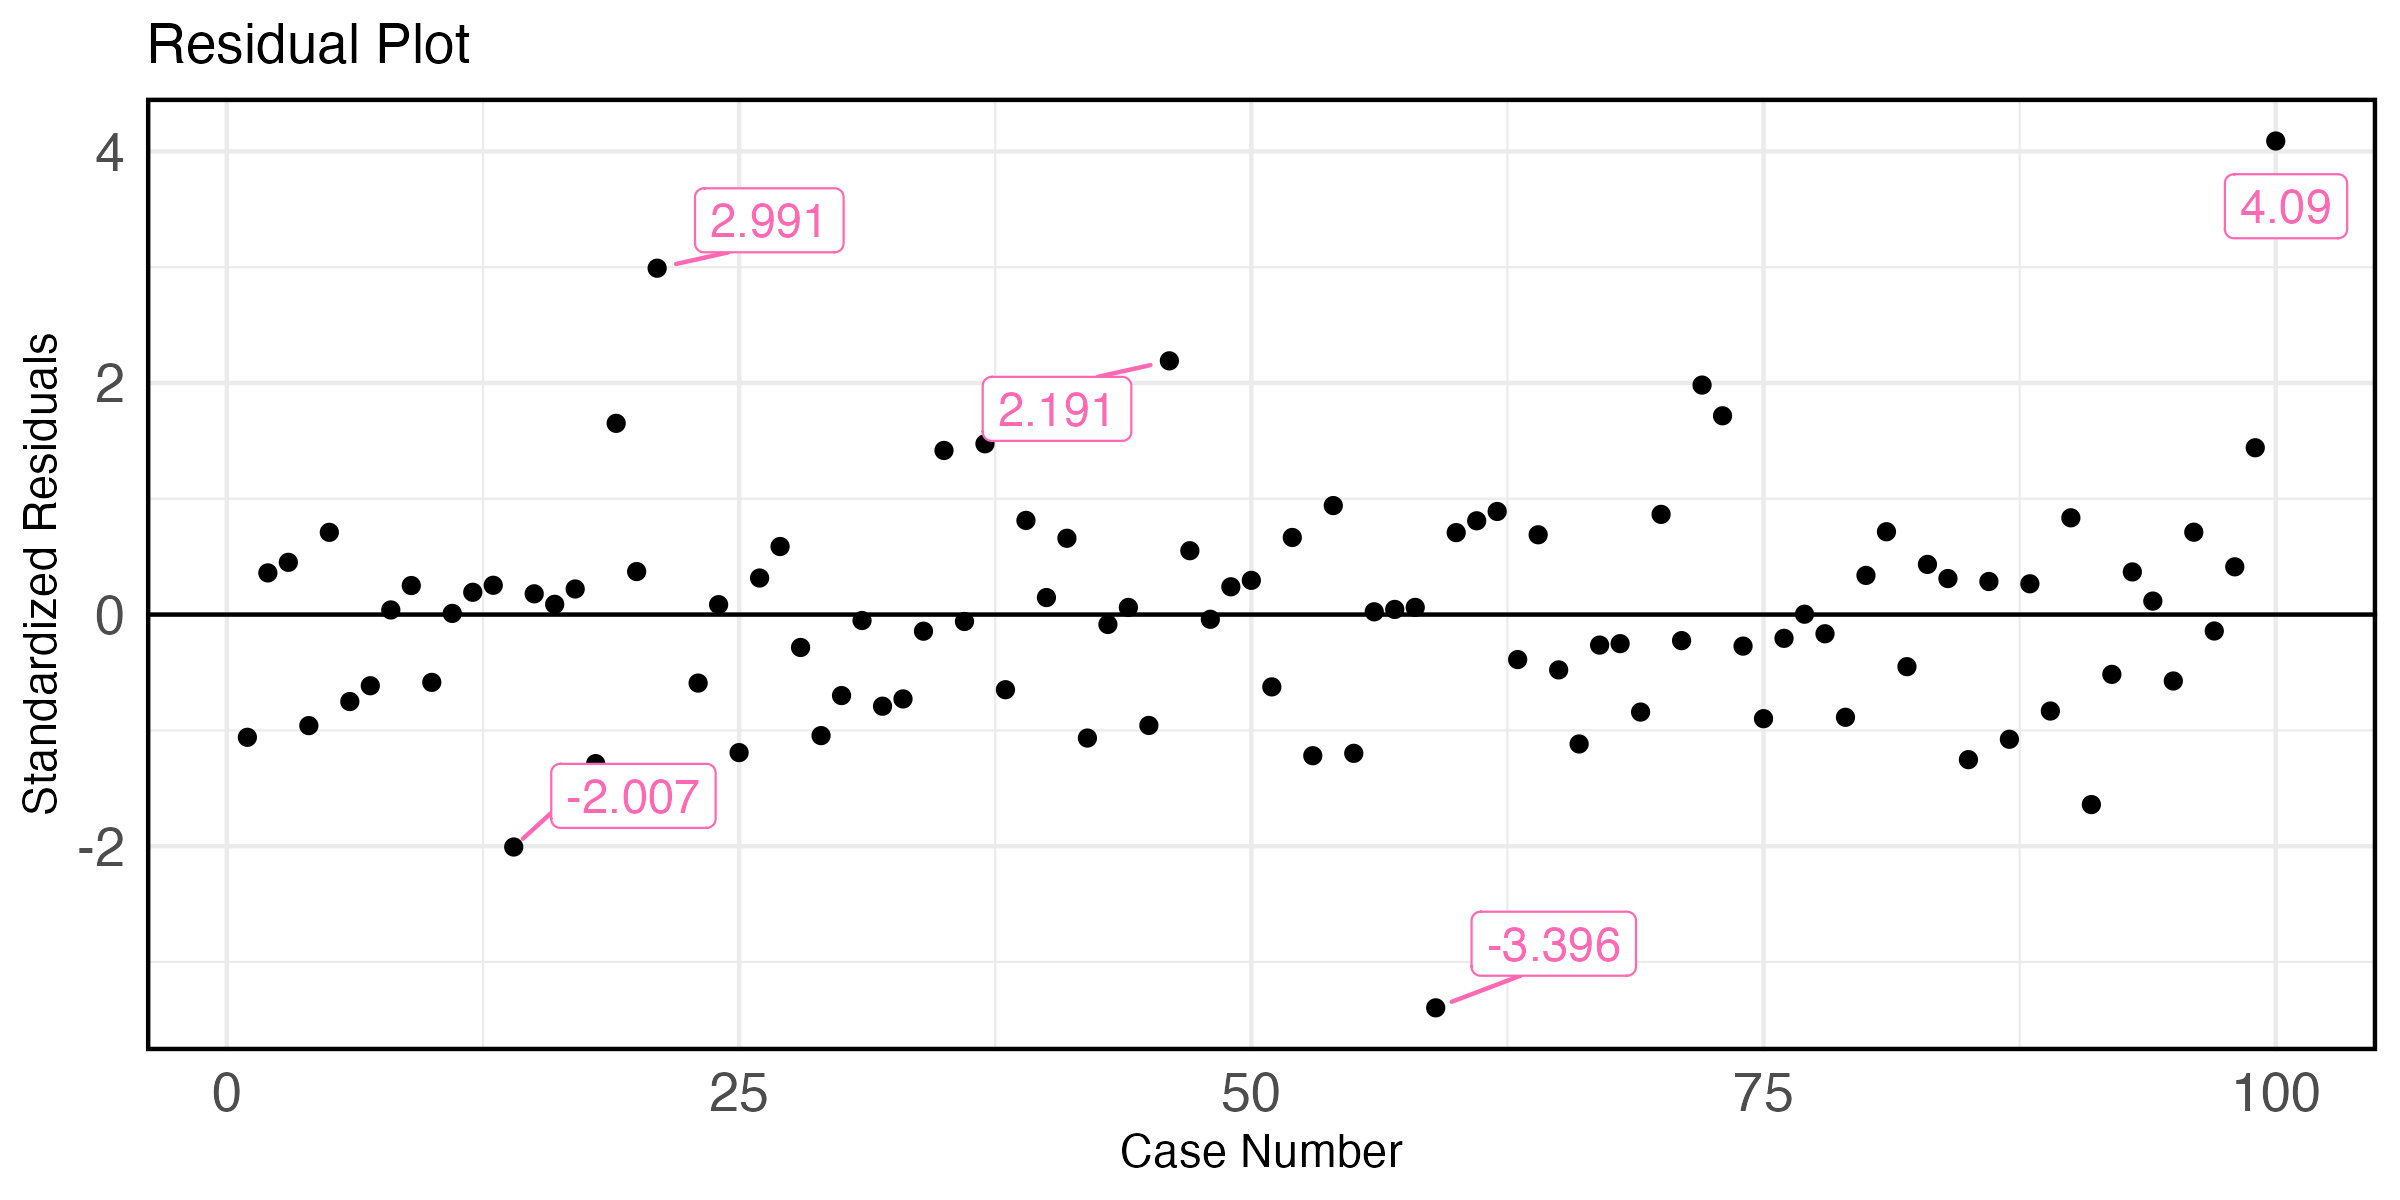 Residual Plot
4
2
0
-2
Standardized Residuals
2.991
4.09
2.191
-2.007
-3.396
0 25 50 75 100
Case Number